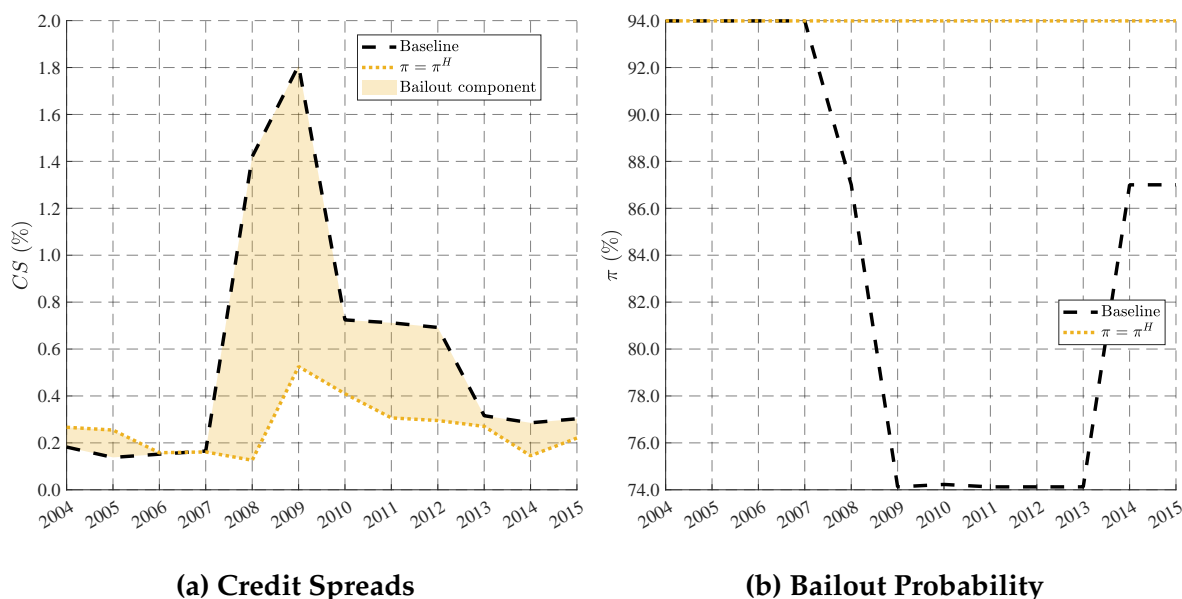 CS (%)
1.8
1.6
1.4
1.2
1.0
0.8
0.6
0.4
0.2
0.0
2004 2005 2006 2007 2008 2009 2010 2011 2012 2013 2014 2015
Baseline
π = π^H
Bailout component
(a) Credit Spreads
π (%)
94.0
92.0
90.0
88.0
86.0
84.0
82.0
80.0
78.0
76.0
74.0
2004 2005 2006 2007 2008 2009 2010 2011 2012 2013 2014 2015
Baseline
π = π^H
(b) Bailout Probability